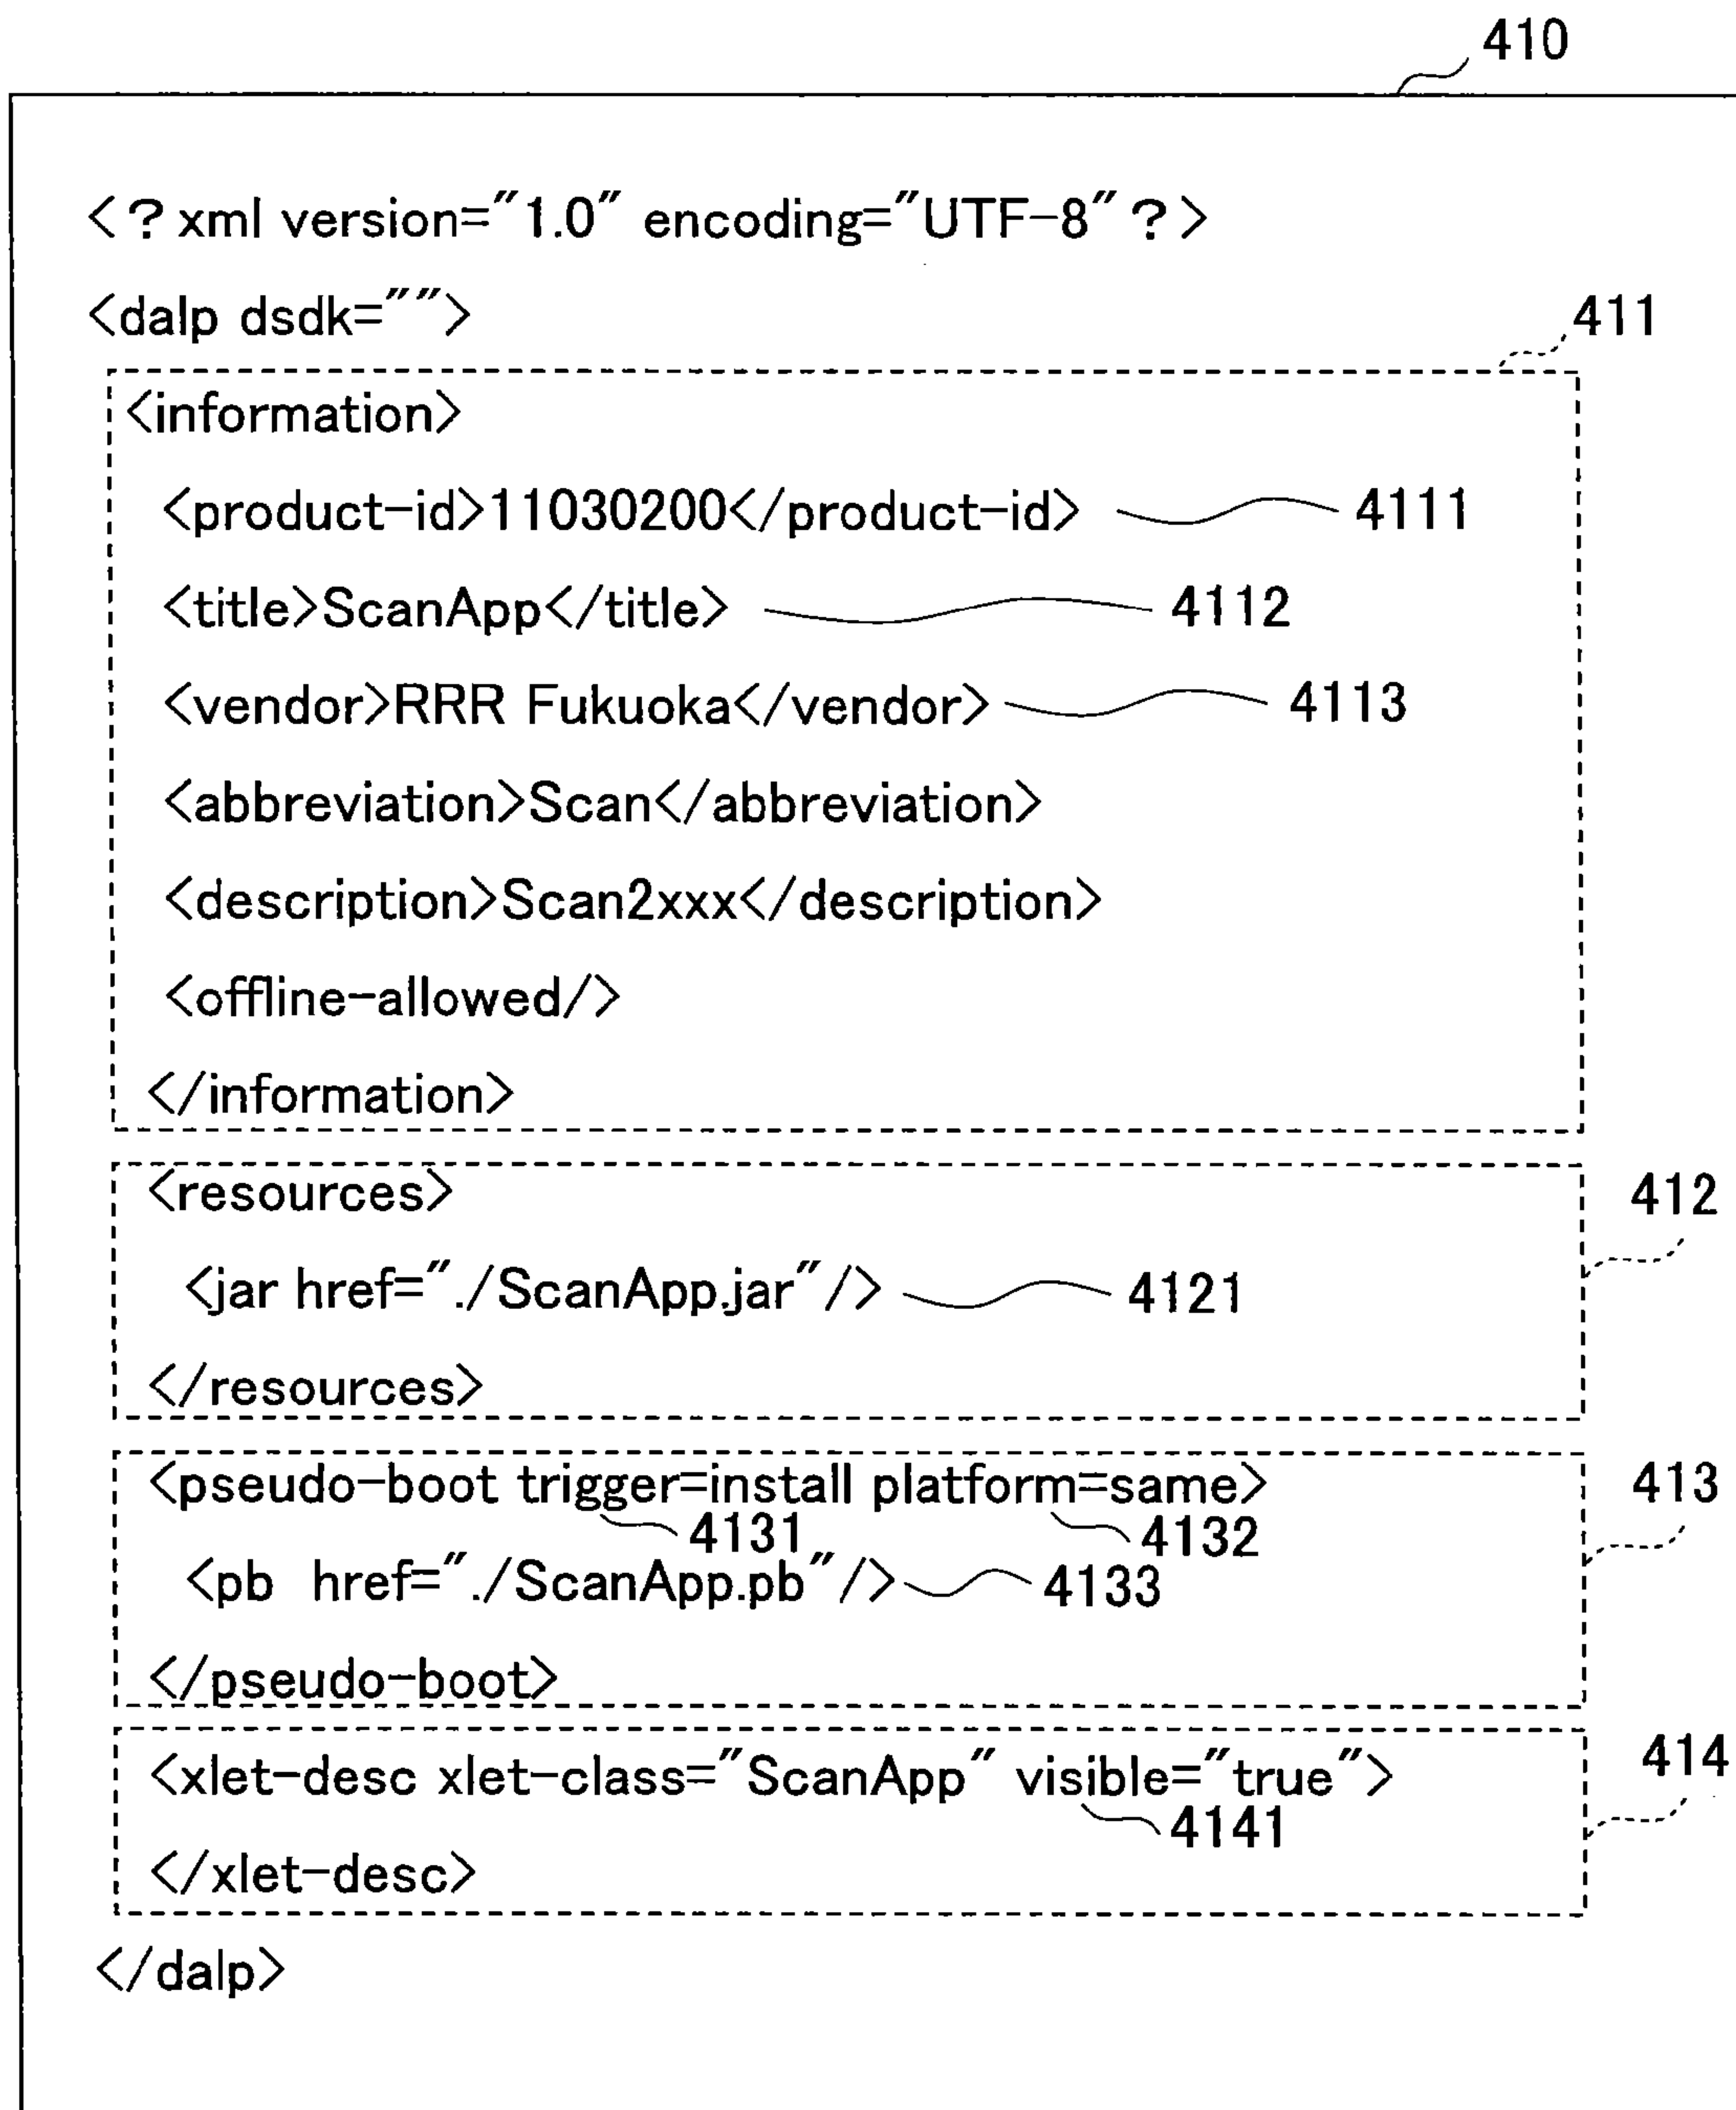 410
<?xml version="1.0" encoding="UTF-8"?>
<dalp dsdk="">
411
<information>
<product-id>11030200</product-id> 4111
<title>ScanApp</title> 4112
<vendor>RRR Fukuoka</vendor> 4113
<abbreviation>Scan</abbreviation>
<description>Scan2xxx</description>
<offline-allowed/>
</information>
<resources> 412
<jar href="./ScanApp.jar"/> 4121
</resources>
<pseudo-boot trigger=install platform=same> 413
4131 4132
<pb href="./ScanApp.pb"/> 4133
</pseudo-boot>
<xlet-desc xlet-class="ScanApp" visible="true"> 414
4141
</xlet-desc>
</dalp>